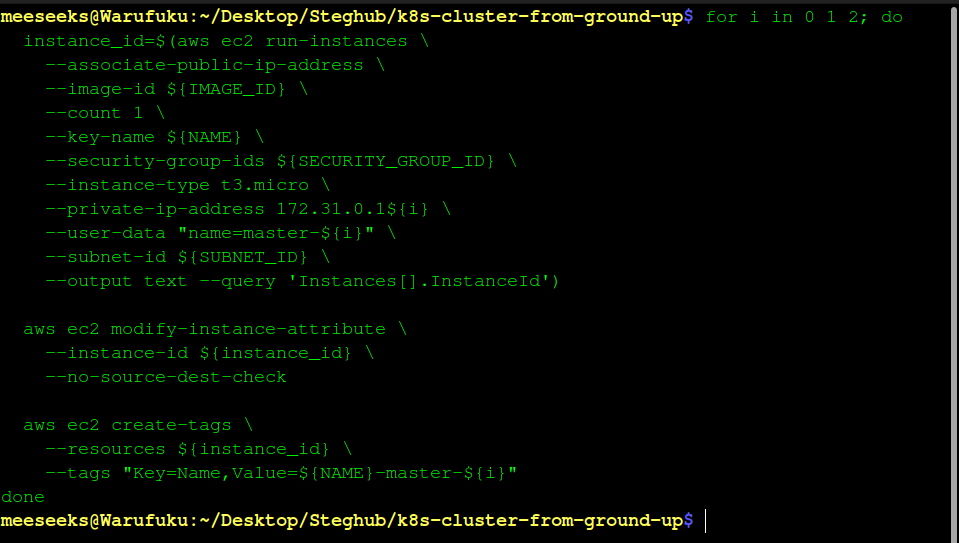 meeseeks@Warufuku:~/Desktop/Steghub/k8s-cluster-from-ground-up$ for i in 0 1 2; do
  instance_id=$(aws ec2 run-instances \
    --associate-public-ip-address \
    --image-id ${IMAGE_ID} \
    --count 1 \
    --key-name ${NAME} \
    --security-group-ids ${SECURITY_GROUP_ID} \
    --instance-type t3.micro \
    --private-ip-address 172.31.0.1${i} \
    --user-data "name=master-${i}" \
    --subnet-id ${SUBNET_ID} \
    --output text --query 'Instances[].InstanceId')

  aws ec2 modify-instance-attribute \
    --instance-id ${instance_id} \
    --no-source-dest-check

  aws ec2 create-tags \
    --resources ${instance_id} \
    --tags "Key=Name,Value=${NAME}-master-${i}"
done
meeseeks@Warufuku:~/Desktop/Steghub/k8s-cluster-from-ground-up$